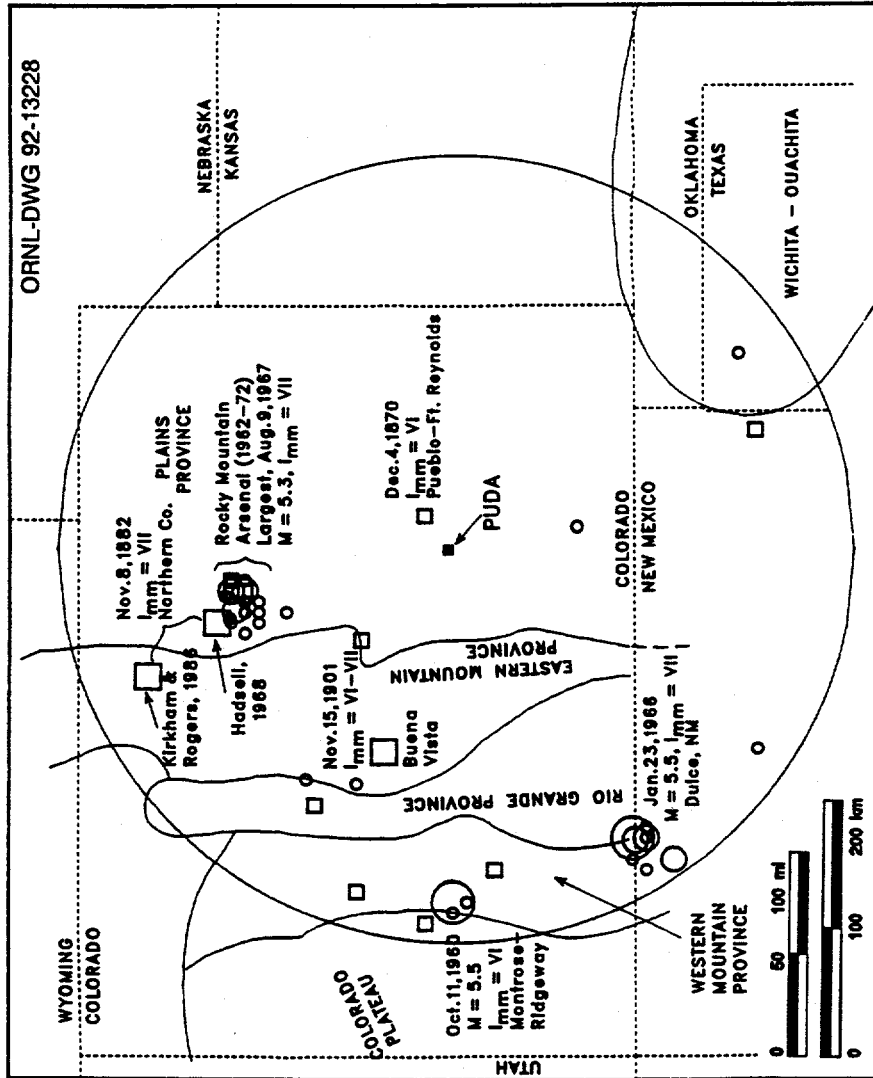 ORNL-DWG 92-13228
WYOMING
COLORADO
NEBRASKA
KANSAS
Nov.8,1882
Imm = VII
Northern Co.
PLAINS
PROVINCE
Kirkham &
Rogers, 1986
Hadsell,
1968
Rocky Mountain
Arsenal (1962-72)
Largest, Aug.9,1967
M = 5.3, Imm = VII
Nov.15,1901
Imm = VI-VII
Buena
Vista
Dec.4,1870
Imm = VI
Pueblo-Ft. Reynolds
PUDA
EASTERN MOUNTAIN
PROVINCE
RIO GRANDE PROVINCE
COLORADO
PLATEAU
Oct.11,1960
M = 5.5
Imm = VI
Montrose-
Ridgeway
UTAH
WESTERN
MOUNTAIN
PROVINCE
COLORADO
NEW MEXICO
Jan.23,1966
M = 5.5, Imm = VII
Dulce, NM
OKLAHOMA
TEXAS
WICHITA - OUACHITA
0 50 100 mi
0 100 200 km